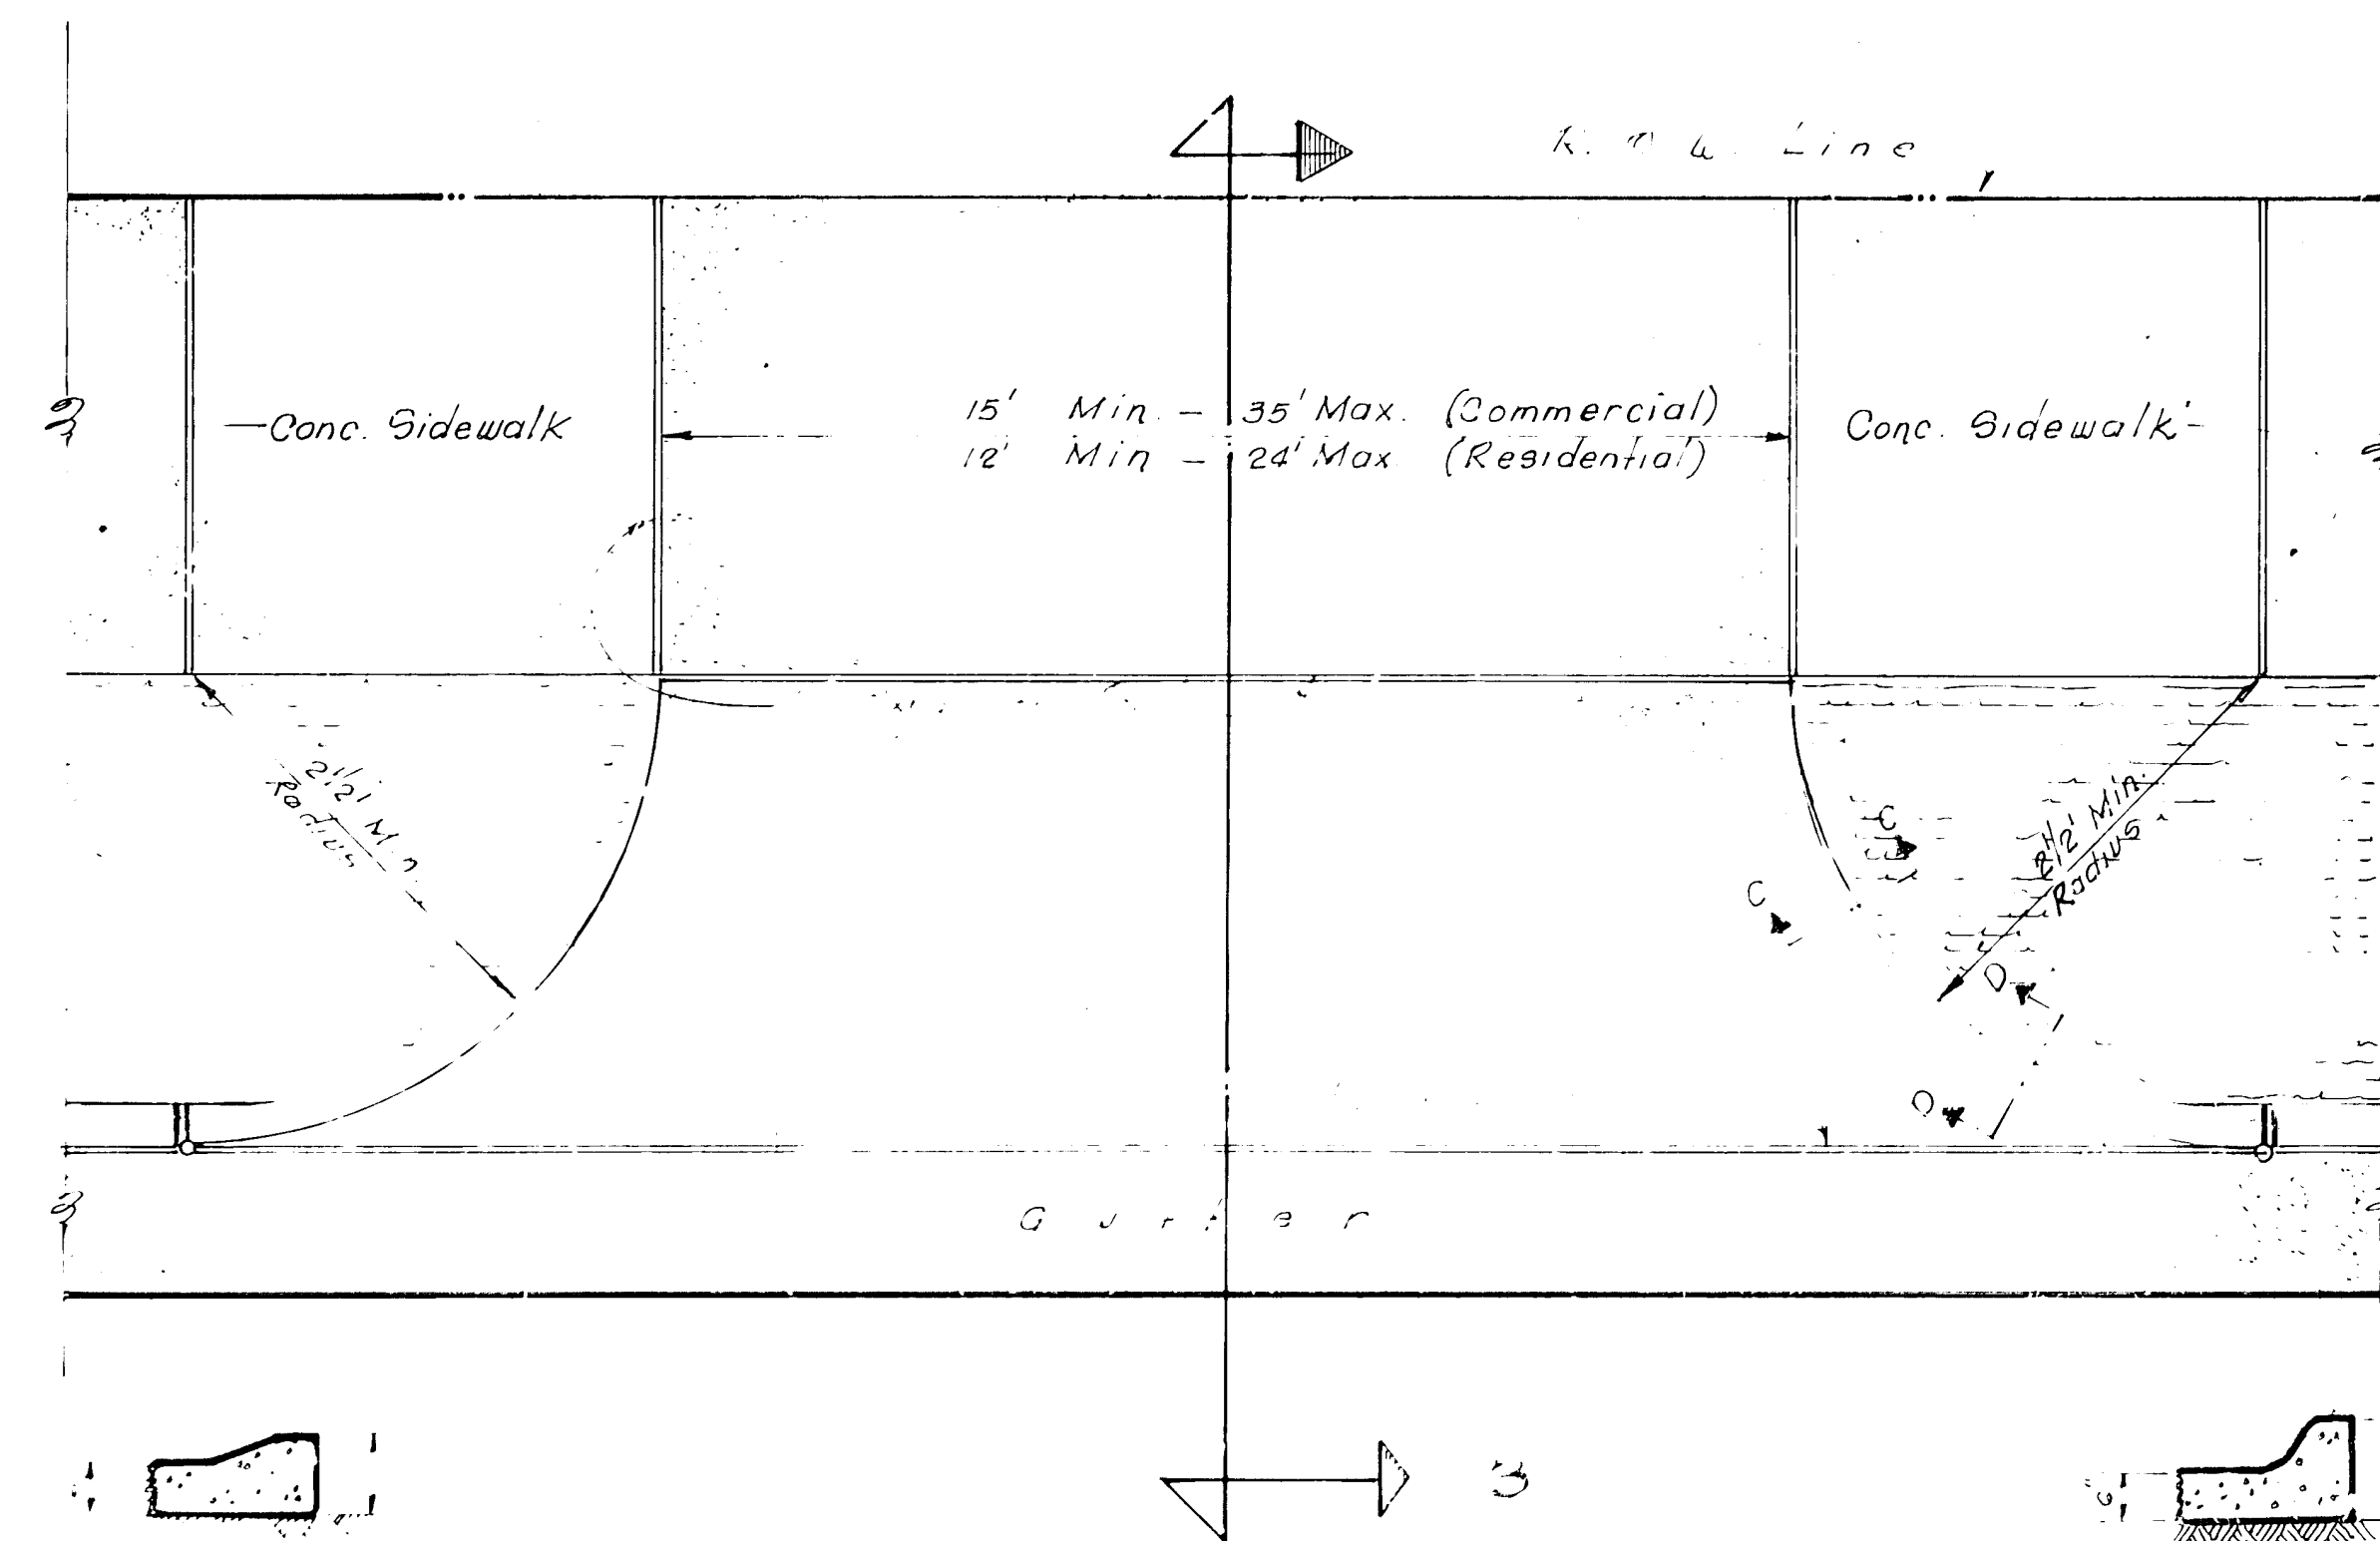 R. O. W. Line
Conc. Sidewalk
15' Min. - 35' Max. (Commercial)
12' Min - 24' Max (Residential)
Conc. Sidewalk
2 1/2' Min
Radius
C
C
2 1/2' Min.
Radius
D
D
Gutter
3
6"